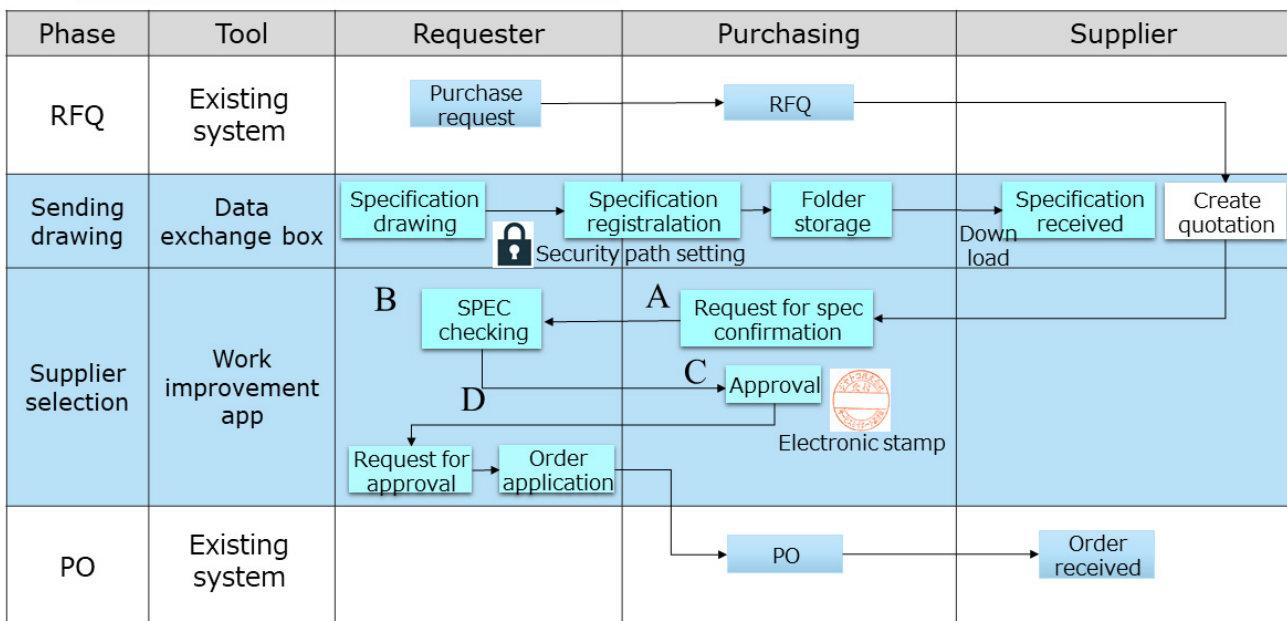 Phase
Tool
Requester
Purchasing
Supplier
RFQ
Existing
system
Purchase
request
RFQ
Sending
drawing
Data
exchange box
Specification
drawing
Specification
registralation
Folder
storage
Specification
received
Create
quotation
Security path setting
Down
load
Supplier
selection
Work
improvement
app
B
SPEC
checking
A
Request for spec
confirmation
D
C
Approval
Electronic stamp
Request for
approval
Order
application
PO
Existing
system
PO
Order
received